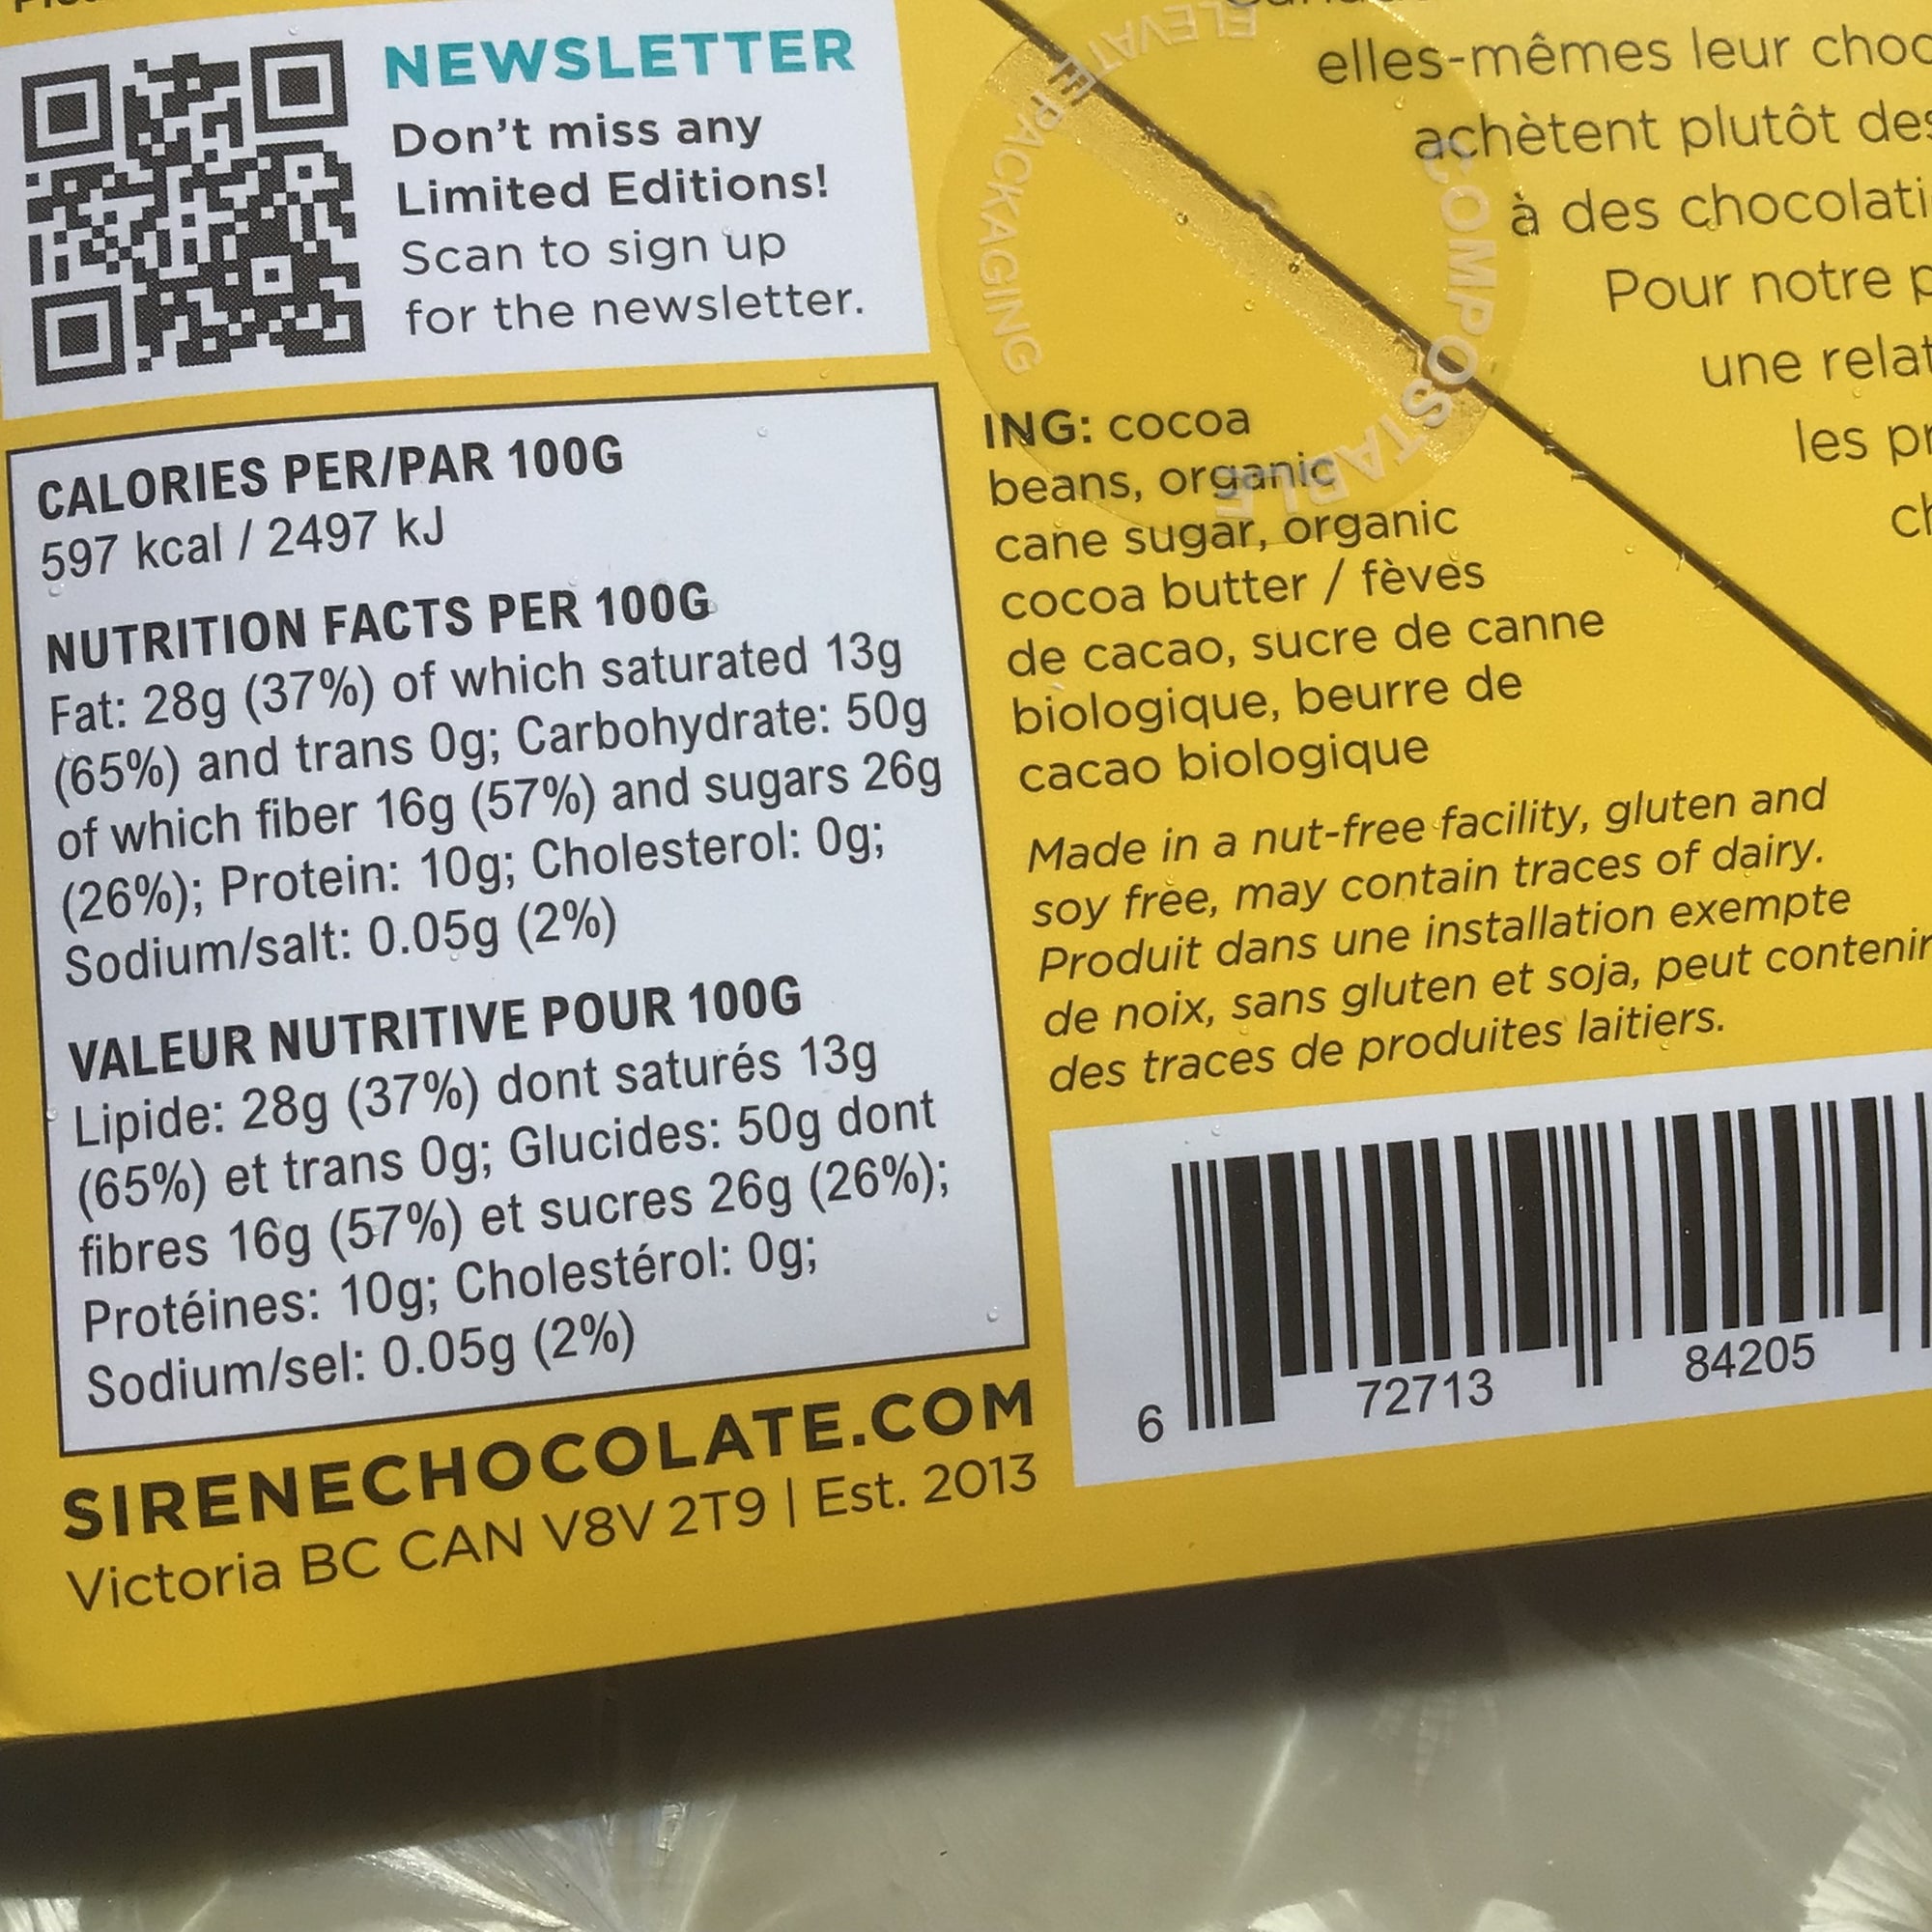 NEWSLETTER
Don't miss any
Limited Editions!
Scan to sign up
for the newsletter.
CALORIES PER/PAR 100G
597 kcal / 2497 kJ
NUTRITION FACTS PER 100G
Fat: 28g (37%) of which saturated 13g
(65%) and trans 0g; Carbohydrate: 50g
of which fiber 16g (57%) and sugars 26g
(26%); Protein: 10g; Cholesterol: 0g;
Sodium/salt: 0.05g (2%)
VALEUR NUTRITIVE POUR 100G
Lipide: 28g (37%) dont saturés 13g
(65%) et trans 0g; Glucides: 50g dont
fibres 16g (57%) et sucres 26g (26%);
Protéines: 10g; Cholestérol: 0g;
Sodium/sel: 0.05g (2%)
SIRENECHOCOLATE.COM
Victoria BC CAN V8V 2T9 | Est. 2013
ELEVATE PACKAGING
COMPOSTABLE
elles-mêmes leur
achètent plutôt
à des
Pour notre
une
les
ING: cocoa
beans, organic
cane sugar, organic
cocoa butter / fèves
de cacao, sucre de canne
biologique, beurre de
cacao biologique
Made in a nut-free facility, gluten and
soy free, may contain traces of dairy.
Produit dans une installation exempte
de noix, sans gluten et soja, peut contenir
des traces de produites laitiers.
6 72713 84205